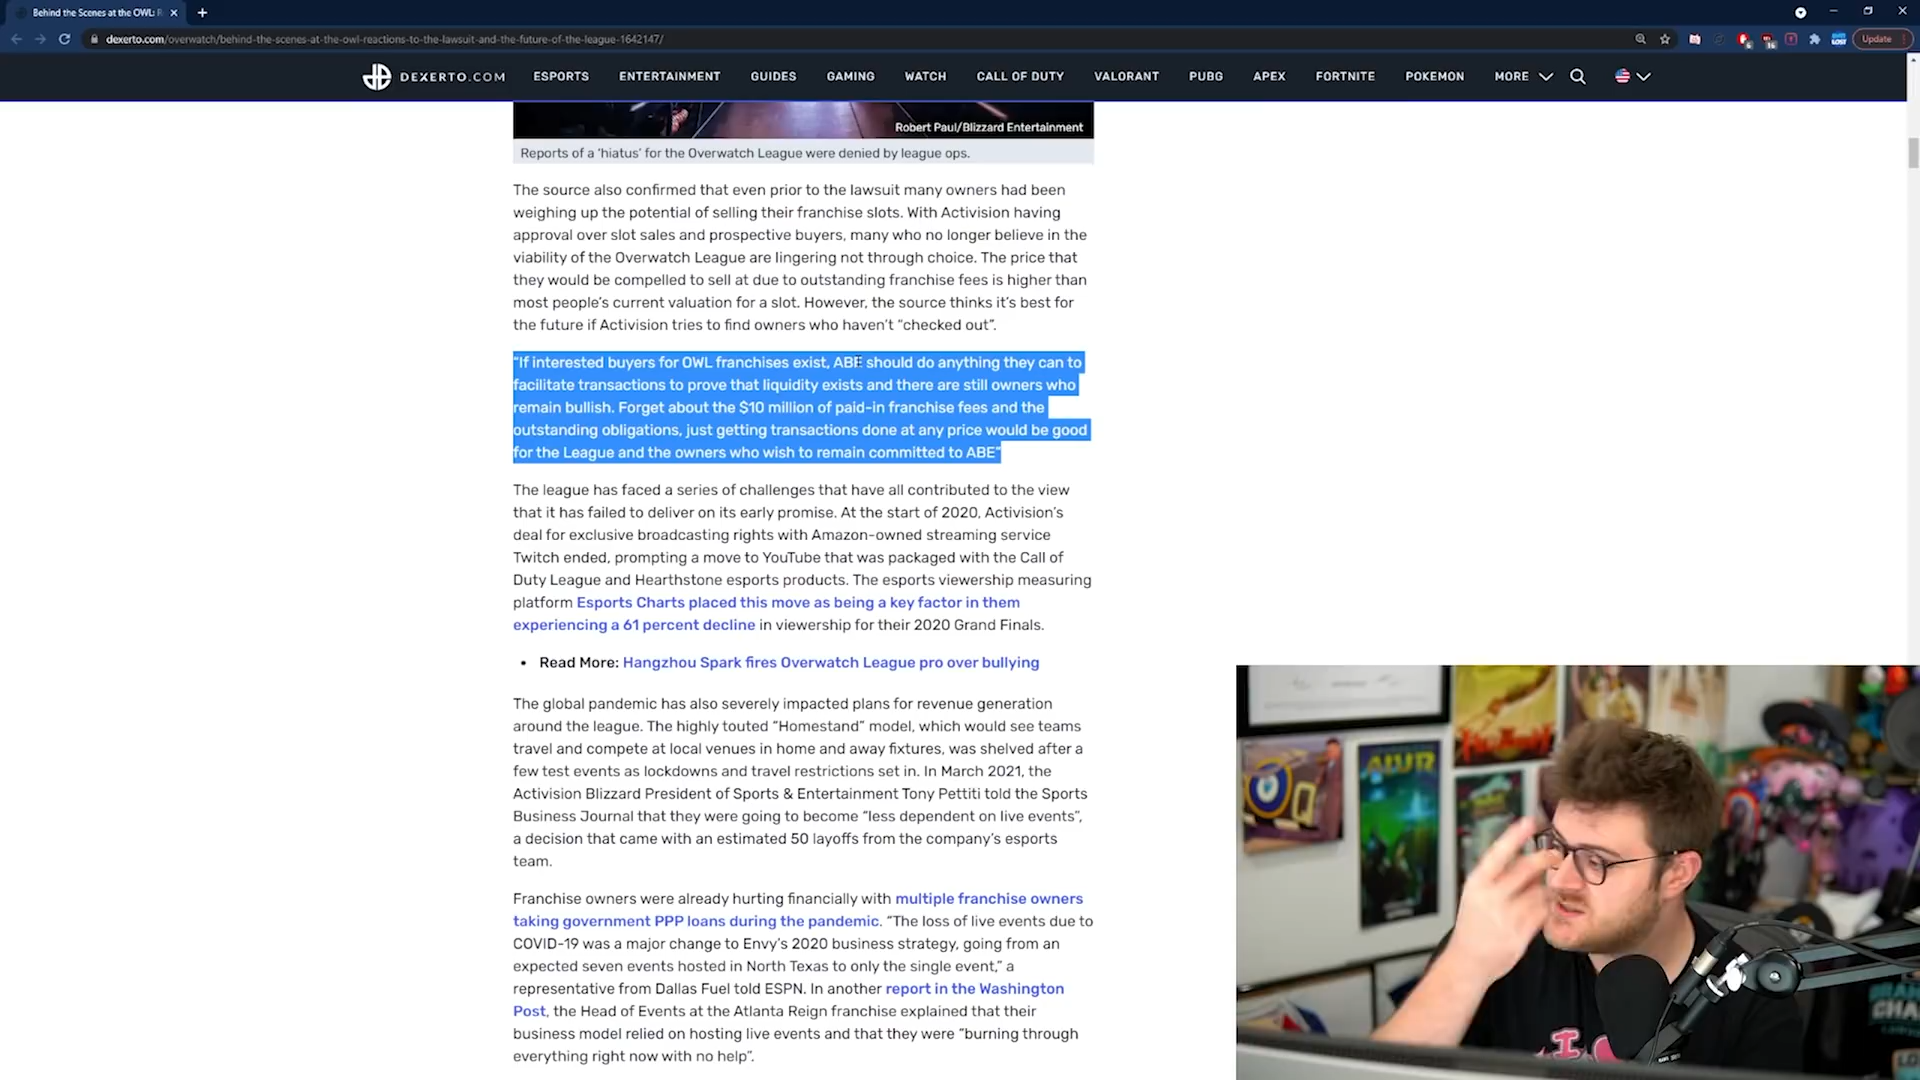 Behind the Scenes at the OWL: R
dexerto.com/overwatch/behind-the-scenes-at-the-owl-reactions-to-the-lawsuit-and-the-future-of-the-league-1642147/
Update
DEXERTO.COM ESPORTS ENTERTAINMENT GUIDES GAMING WATCH CALL OF DUTY VALORANT PUBG APEX FORTNITE POKEMON MORE
Robert Paul/Blizzard Entertainment
Reports of a ‘hiatus’ for the Overwatch League were denied by league ops.
The source also confirmed that even prior to the lawsuit many owners had been
weighing up the potential of selling their franchise slots. With Activision having
approval over slot sales and prospective buyers, many who no longer believe in the
viability of the Overwatch League are lingering not through choice. The price that
they would be compelled to sell at due to outstanding franchise fees is higher than
most people’s current valuation for a slot. However, the source thinks it’s best for
the future if Activision tries to find owners who haven’t “checked out”.
“If interested buyers for OWL franchises exist, ABE should do anything they can to
facilitate transactions to prove that liquidity exists and there are still owners who
remain bullish. Forget about the $10 million of paid-in franchise fees and the
outstanding obligations, just getting transactions done at any price would be good
for the League and the owners who wish to remain committed to ABE”
The league has faced a series of challenges that have all contributed to the view
that it has failed to deliver on its early promise. At the start of 2020, Activision’s
deal for exclusive broadcasting rights with Amazon-owned streaming service
Twitch ended, prompting a move to YouTube that was packaged with the Call of
Duty League and Hearthstone esports products. The esports viewership measuring
platform Esports Charts placed this move as being a key factor in them
experiencing a 61 percent decline in viewership for their 2020 Grand Finals.
• Read More: Hangzhou Spark fires Overwatch League pro over bullying
The global pandemic has also severely impacted plans for revenue generation
around the league. The highly touted “Homestand” model, which would see teams
travel and compete at local venues in home and away fixtures, was shelved after a
few test events as lockdowns and travel restrictions set in. In March 2021, the
Activision Blizzard President of Sports & Entertainment Tony Pettiti told the Sports
Business Journal that they were going to become “less dependent on live events”,
a decision that came with an estimated 50 layoffs from the company’s esports
team.
Franchise owners were already hurting financially with multiple franchise owners
taking government PPP loans during the pandemic. “The loss of live events due to
COVID-19 was a major change to Envy’s 2020 business strategy, going from an
expected seven events hosted in North Texas to only the single event,” a
representative from Dallas Fuel told ESPN. In another report in the Washington
Post, the Head of Events at the Atlanta Reign franchise explained that their
business model relied on hosting live events and that they were “burning through
everything right now with no help”.